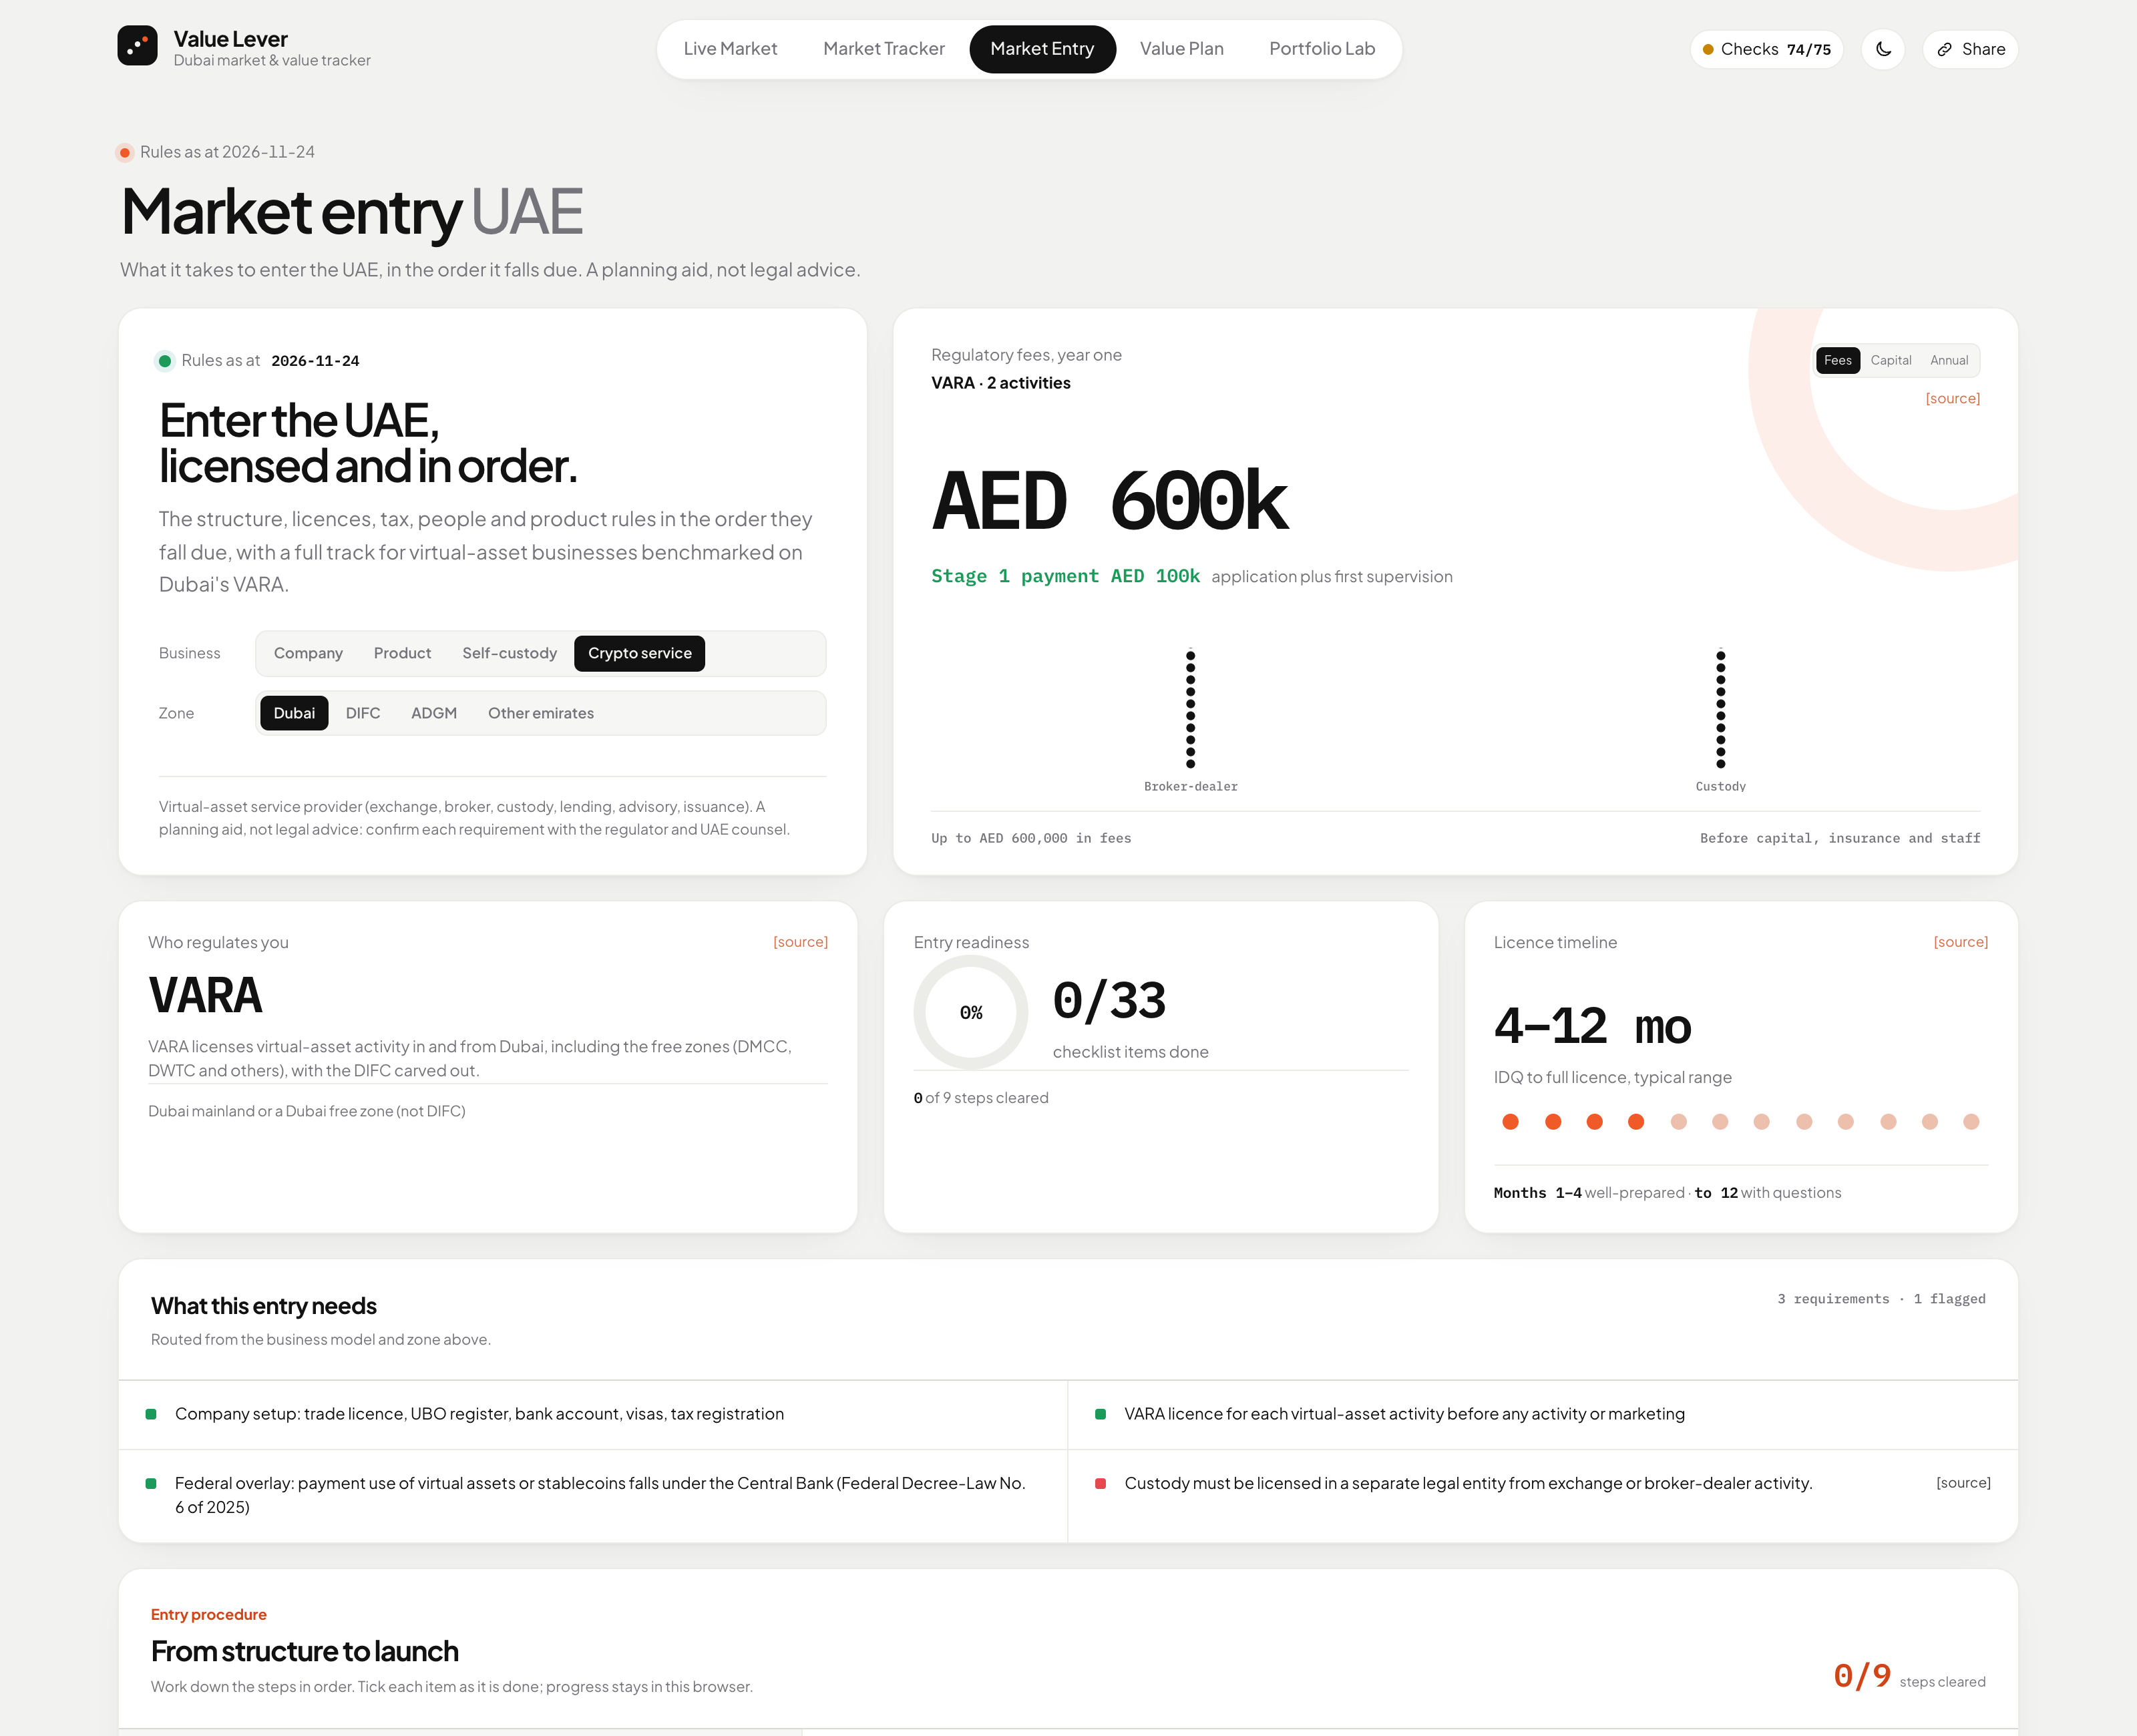 Value Lever
Dubai market & value tracker
Live Market
Market Tracker
Market Entry
Value Plan
Portfolio Lab
Checks 74/75
Share
Rules as at 2026-11-24
Market entry UAE
What it takes to enter the UAE, in the order it falls due. A planning aid, not legal advice.
Rules as at 2026-11-24
Enter the UAE,
licensed and in order.
The structure, licences, tax, people and product rules in the order they
fall due, with a full track for virtual-asset businesses benchmarked on
Dubai's VARA.
Business
Company
Product
Self-custody
Crypto service
Zone
Dubai
DIFC
ADGM
Other emirates
Virtual-asset service provider (exchange, broker, custody, lending, advisory, issuance). A
planning aid, not legal advice: confirm each requirement with the regulator and UAE counsel.
Regulatory fees, year one
VARA · 2 activities
Fees
Capital
Annual
[source]
AED 600k
Stage 1 payment AED 100k application plus first supervision
Broker-dealer
Custody
Up to AED 600,000 in fees
Before capital, insurance and staff
Who regulates you
[source]
VARA
VARA licenses virtual-asset activity in and from Dubai, including the free zones (DMCC,
DWTC and others), with the DIFC carved out.
Dubai mainland or a Dubai free zone (not DIFC)
Entry readiness
0%
0/33
checklist items done
0 of 9 steps cleared
Licence timeline
[source]
4–12 mo
IDQ to full licence, typical range
Months 1–4 well-prepared · to 12 with questions
What this entry needs
3 requirements · 1 flagged
Routed from the business model and zone above.
Company setup: trade licence, UBO register, bank account, visas, tax registration
VARA licence for each virtual-asset activity before any activity or marketing
Federal overlay: payment use of virtual assets or stablecoins falls under the Central Bank (Federal Decree-Law No.
6 of 2025)
Custody must be licensed in a separate legal entity from exchange or broker-dealer activity.
[source]
Entry procedure
From structure to launch
Work down the steps in order. Tick each item as it is done; progress stays in this browser.
0/9 steps cleared